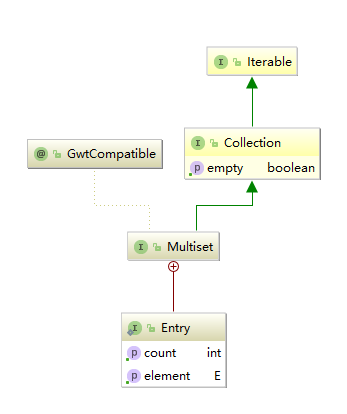 I Iterable
I Collection
p empty boolean
@ GwtCompatible
I Multiset
I Entry
p count int
p element E